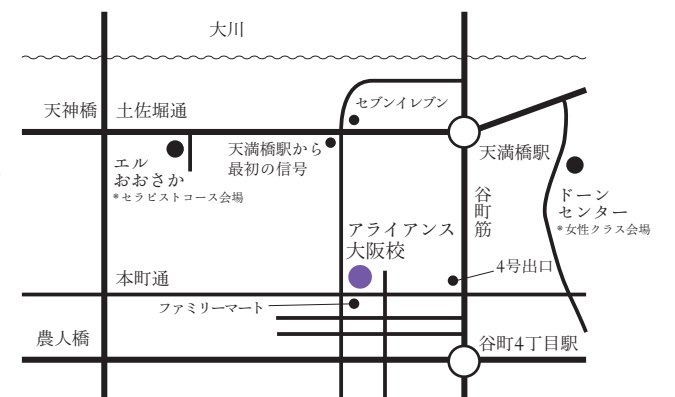 大川
セブンイレブン
天神橋
土佐堀通
天満橋駅から
最初の信号
天満橋駅
エル
おおさか
*セラピストコース会場
谷町筋
ドーン
センター
*女性クラス会場
アライアンス
大阪校
4号出口
本町通
ファミリーマート
農人橋
谷町4丁目駅